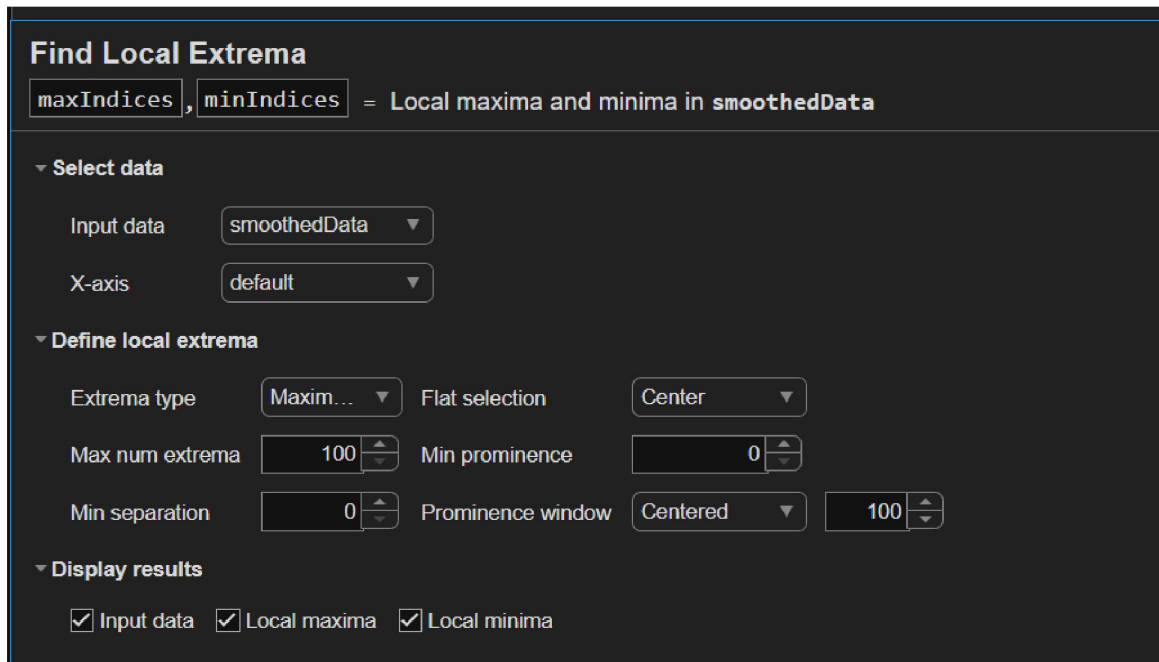 Find Local Extrema
maxIndices , minIndices = Local maxima and minima in smoothedData
Select data
Input data smoothedData
X-axis default
Define local extrema
Extrema type Maxim... Flat selection Center
Max num extrema 100 Min prominence 0
Min separation 0 Prominence window Centered 100
Display results
Input data Local maxima Local minima